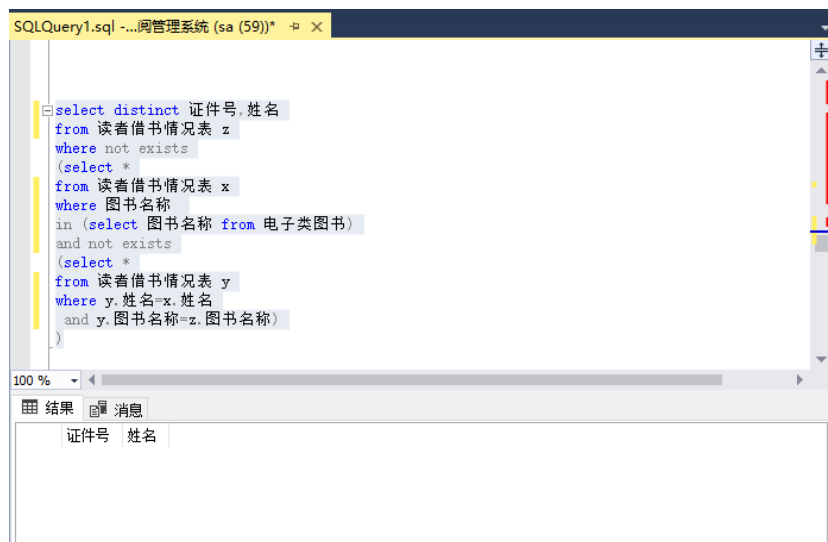 SQLQuery1.sql -...阅管理系统 (sa (59))*
select distinct 证件号,姓名
from 读者借书情况表 z
where not exists
(select *
from 读者借书情况表 x
where 图书名称
in (select 图书名称 from 电子类图书)
and not exists
(select *
from 读者借书情况表 y
where y.姓名=x.姓名
and y.图书名称=z.图书名称)
)
100 %
结果 消息
证件号 姓名